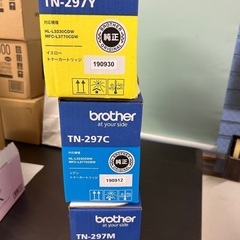 TN-297Y
対応機種
HL-L3230CDW
MFC-L3770CDW
イエロー
トナーカートリッジ
純正
190930
brother
at your side
TN-297C
対応機種
HL-L3230CDW
MFC-L3770CDW
シアン
トナーカートリッジ
純正
190912
brother
at your side
TN-297M